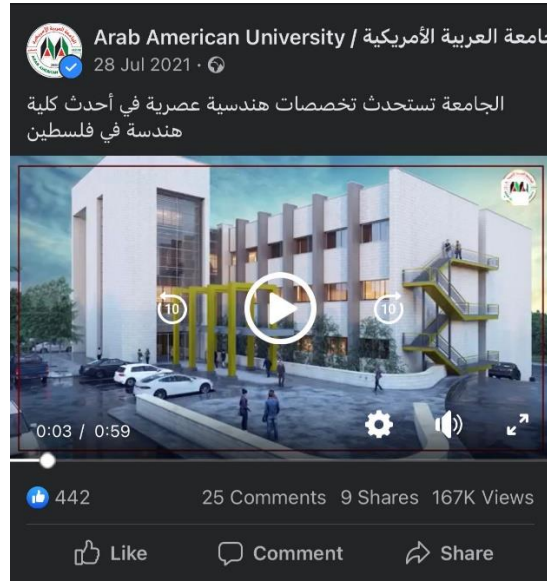 Arab American University / جامعة العربية الأمريكية
28 Jul 2021 ·
الجامعة تستحدث تخصصات هندسية عصرية في أحدث كلية
هندسة في فلسطين
10
10
0:03 / 0:59
442
25 Comments 9 Shares 167K Views
Like Comment Share